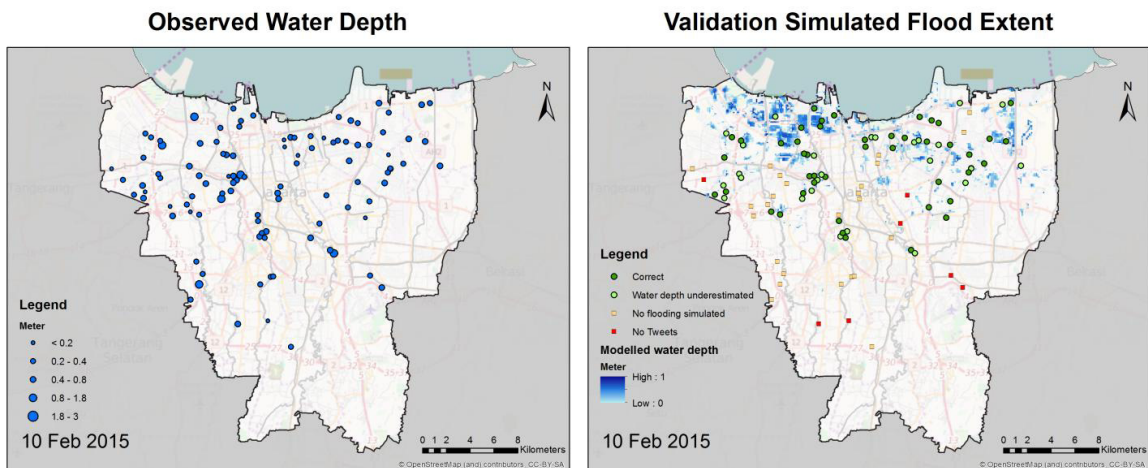 Observed Water Depth
N
Legend
Meter
< 0.2
0.2 - 0.4
0.4 - 0.8
0.8 - 1.8
1.8 - 3
10 Feb 2015
0 1 2 4 6 8
Kilometers
© OpenStreetMap (and) contributors, CC-BY-SA
Validation Simulated Flood Extent
N
Jakarta
Legend
Correct
Water depth underestimated
No flooding simulated
No Tweets
Modelled water depth
Meter
High : 1
Low : 0
10 Feb 2015
0 1 2 4 6 8
Kilometers
© OpenStreetMap (and) contributors, CC-BY-SA